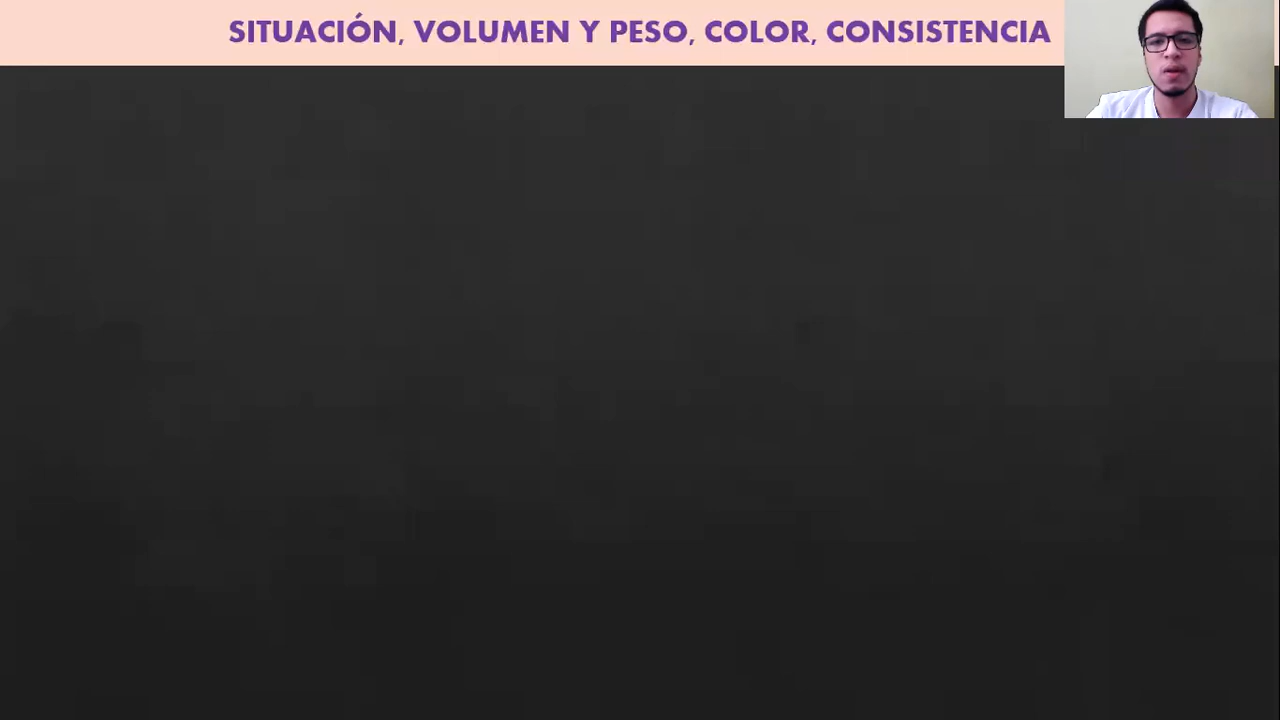 SITUACIÓN, VOLUMEN Y PESO, COLOR, CONSISTENCIA